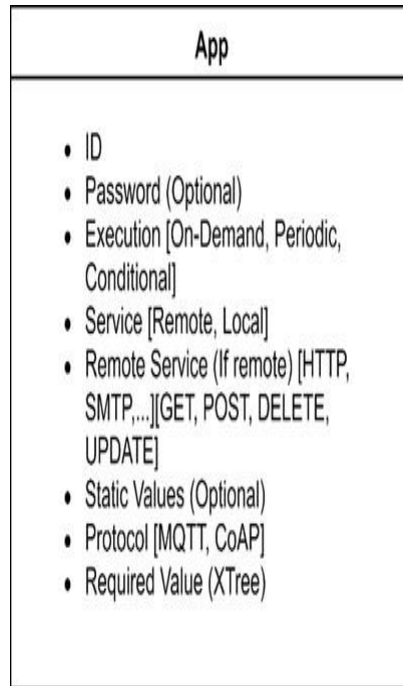 App
• ID
• Password (Optional)
• Execution [On-Demand, Periodic,
Conditional]
• Service [Remote, Local]
• Remote Service (If remote) [HTTP,
SMTP,...][GET, POST, DELETE,
UPDATE]
• Static Values (Optional)
• Protocol [MQTT, CoAP]
• Required Value (XTree)